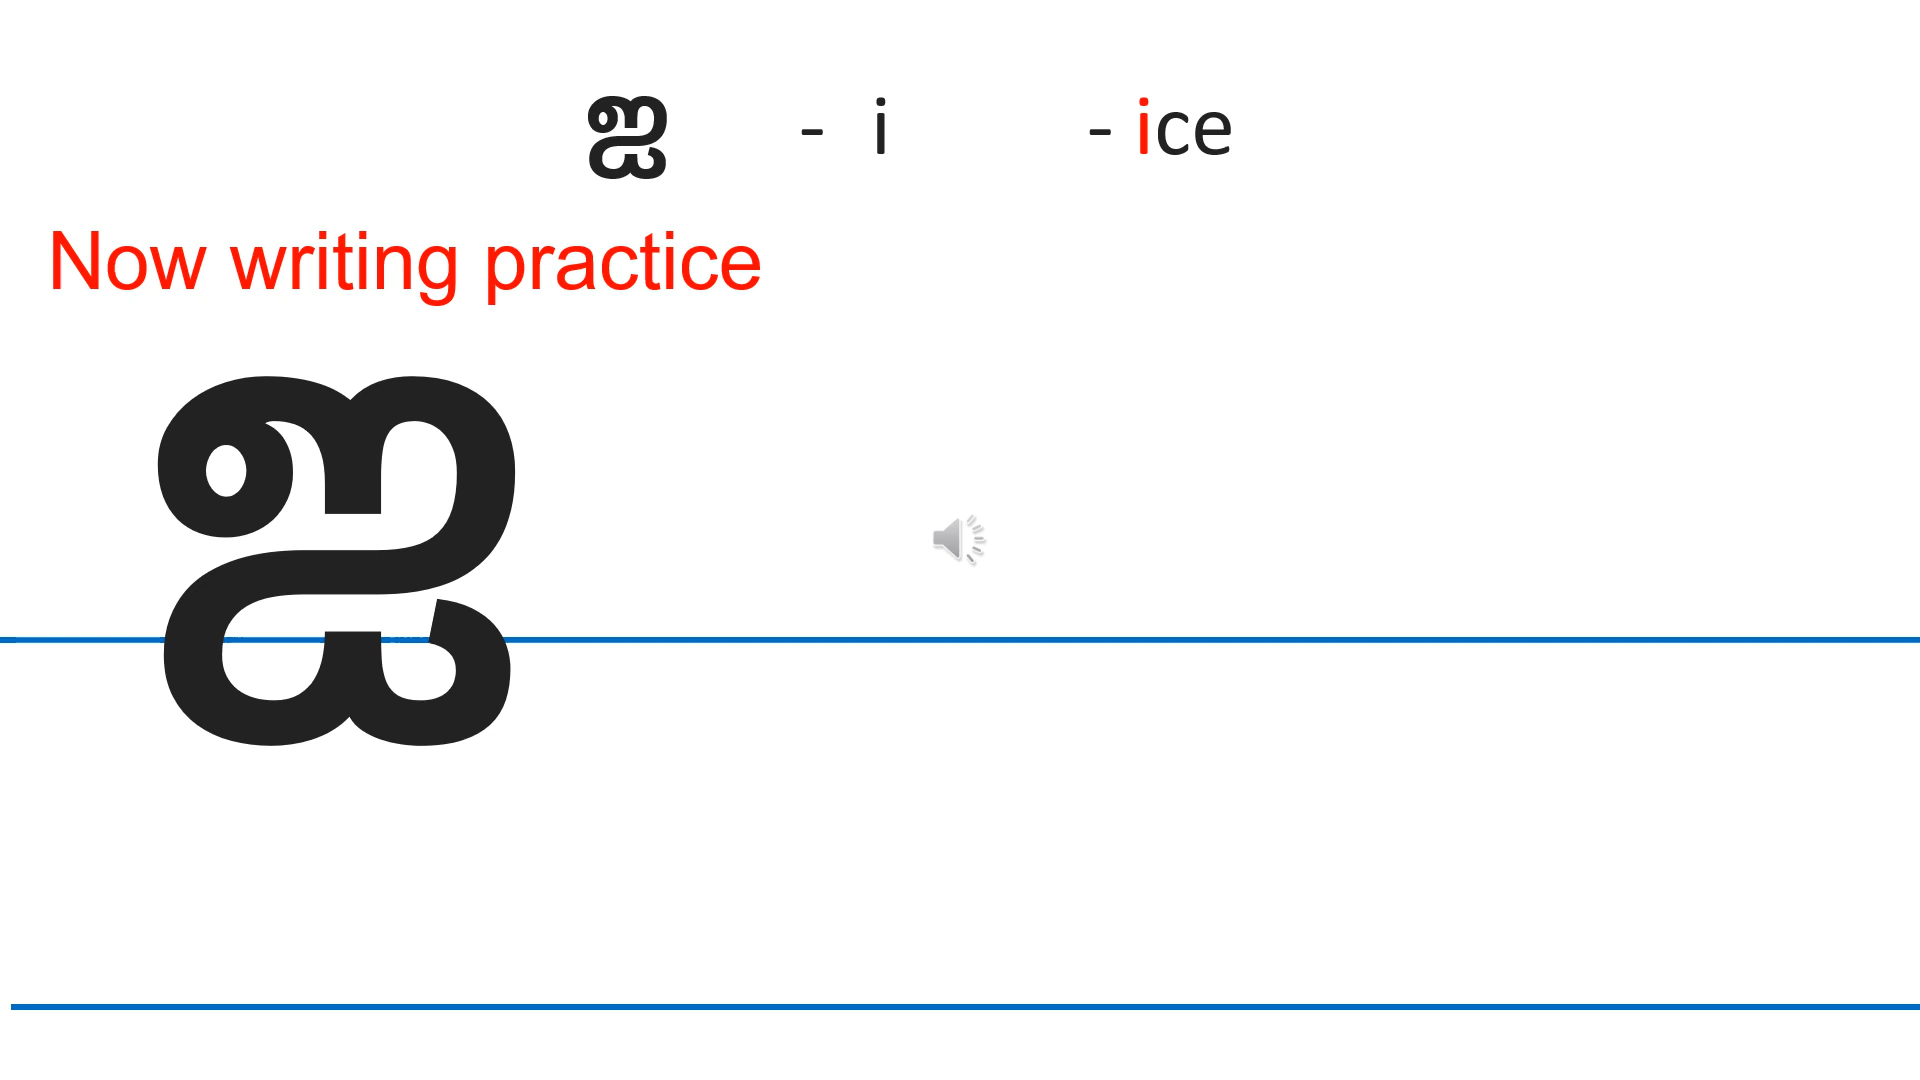 ஐ - i - ice
Now writing practice
ஐ